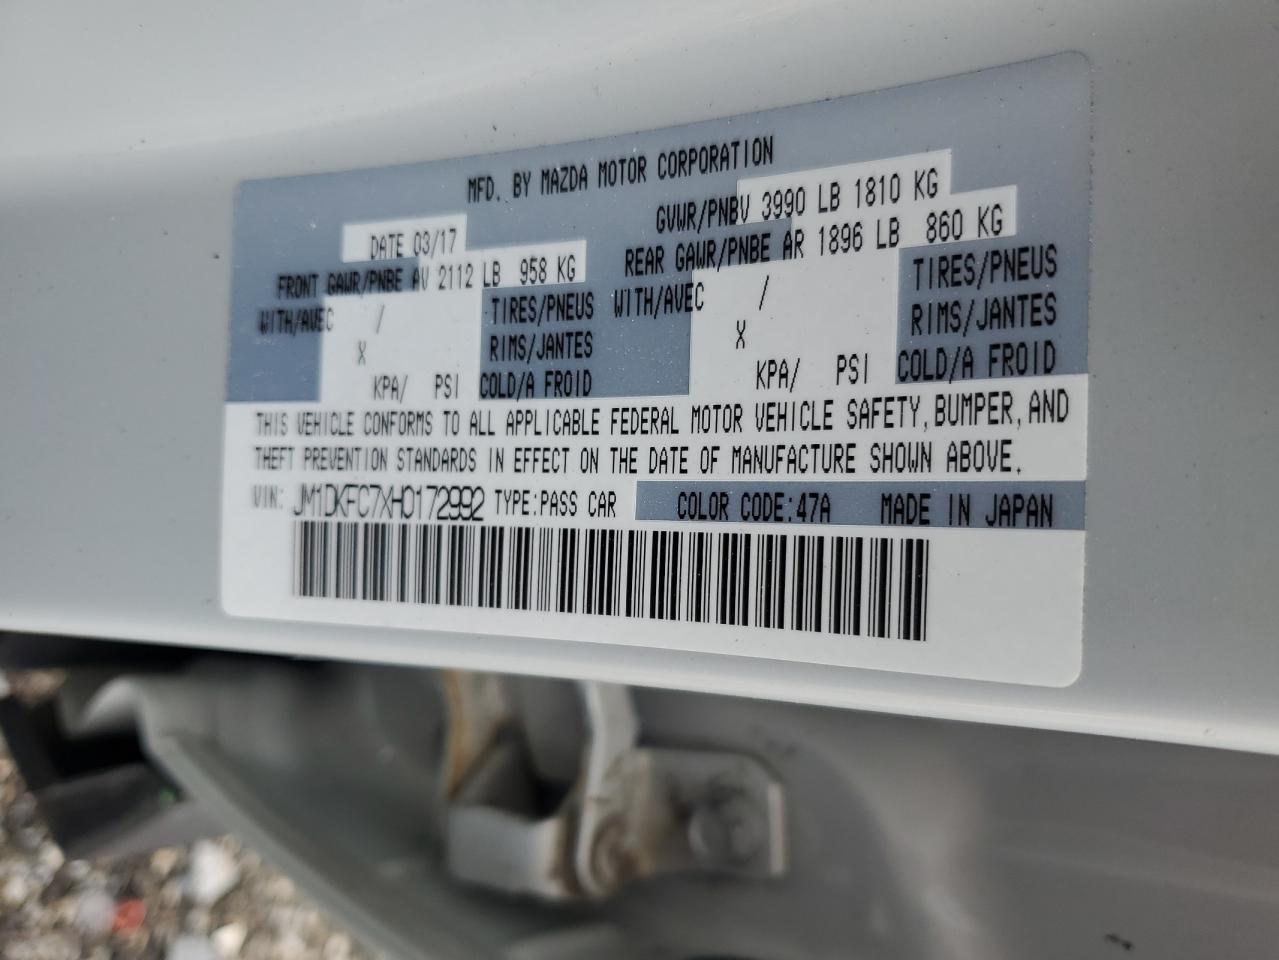 MFD. BY MAZDA MOTOR CORPORATION
DATE 03/17 GVWR/PNBV 3990 LB 1810 KG
FRONT GAWR/PNBE AV 2112 LB 958 KG REAR GAWR/PNBE AR 1896 LB 860 KG
WITH/AVEC / TIRES/PNEUS WITH/AVEC / TIRES/PNEUS
X RIMS/JANTES X RIMS/JANTES
KPA/ PSI COLD/A FROID KPA/ PSI COLD/A FROID
THIS VEHICLE CONFORMS TO ALL APPLICABLE FEDERAL MOTOR VEHICLE SAFETY, BUMPER, AND
THEFT PREVENTION STANDARDS IN EFFECT ON THE DATE OF MANUFACTURE SHOWN ABOVE.
VIN: JM1DKFC7XH0172992 TYPE:PASS CAR COLOR CODE:47A MADE IN JAPAN